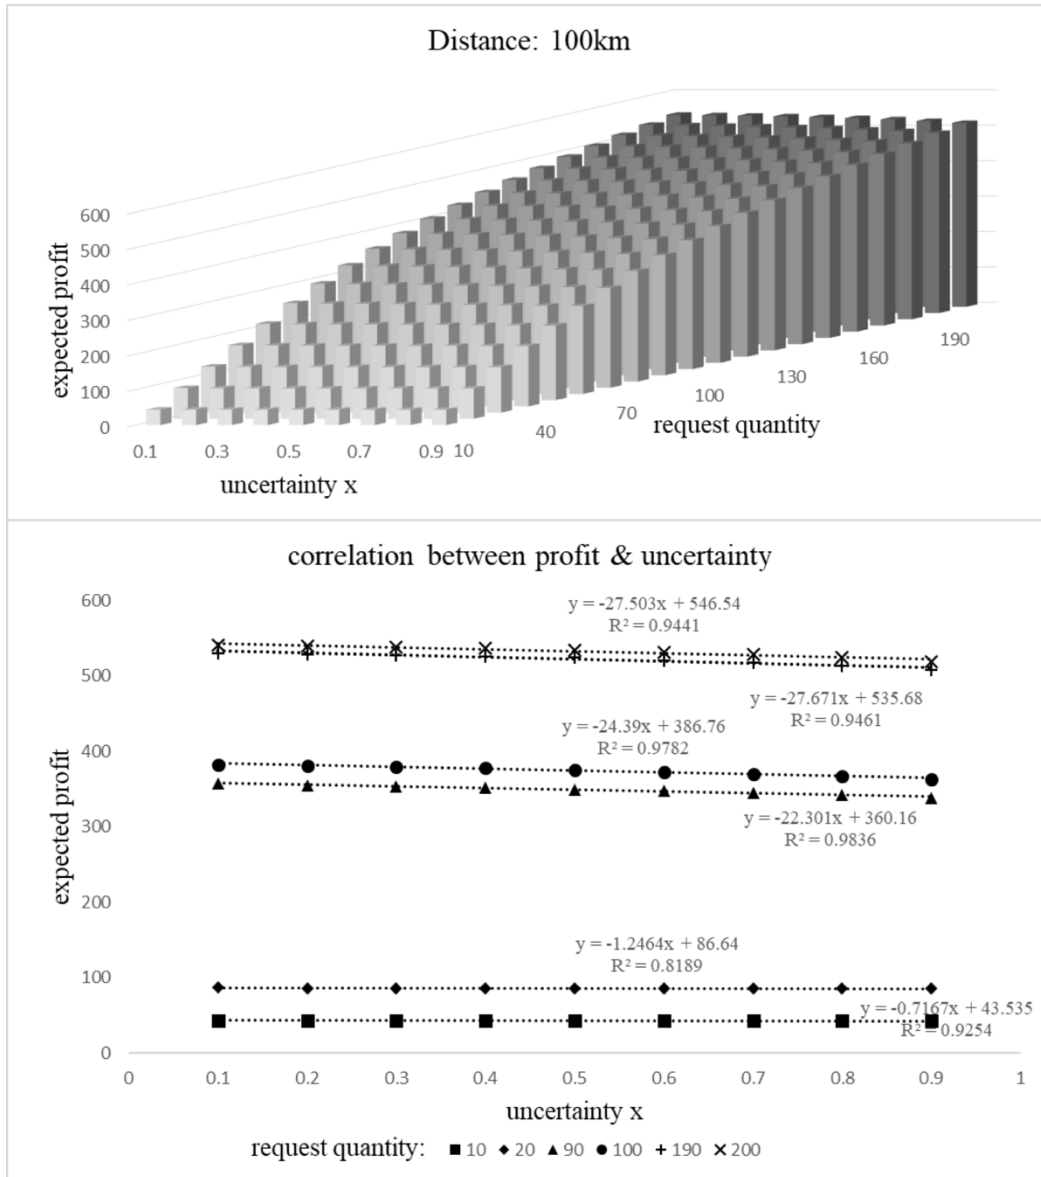 Distance: 100km
600
500
400
300
200
100
0
expected profit
0.1 0.3 0.5 0.7 0.9
10 40 70 100 130 160 190
uncertainty x
request quantity
correlation between profit & uncertainty
600
500
400
300
200
100
0
expected profit
y = -27.503x + 546.54
R² = 0.9441
y = -27.671x + 535.68
R² = 0.9461
y = -24.39x + 386.76
R² = 0.9782
y = -22.301x + 360.16
R² = 0.9836
y = -1.2464x + 86.64
R² = 0.8189
y = -0.7167x + 43.535
R² = 0.9254
0 0.1 0.2 0.3 0.4 0.5 0.6 0.7 0.8 0.9 1
uncertainty x
request quantity: 10 20 90 100 190 200